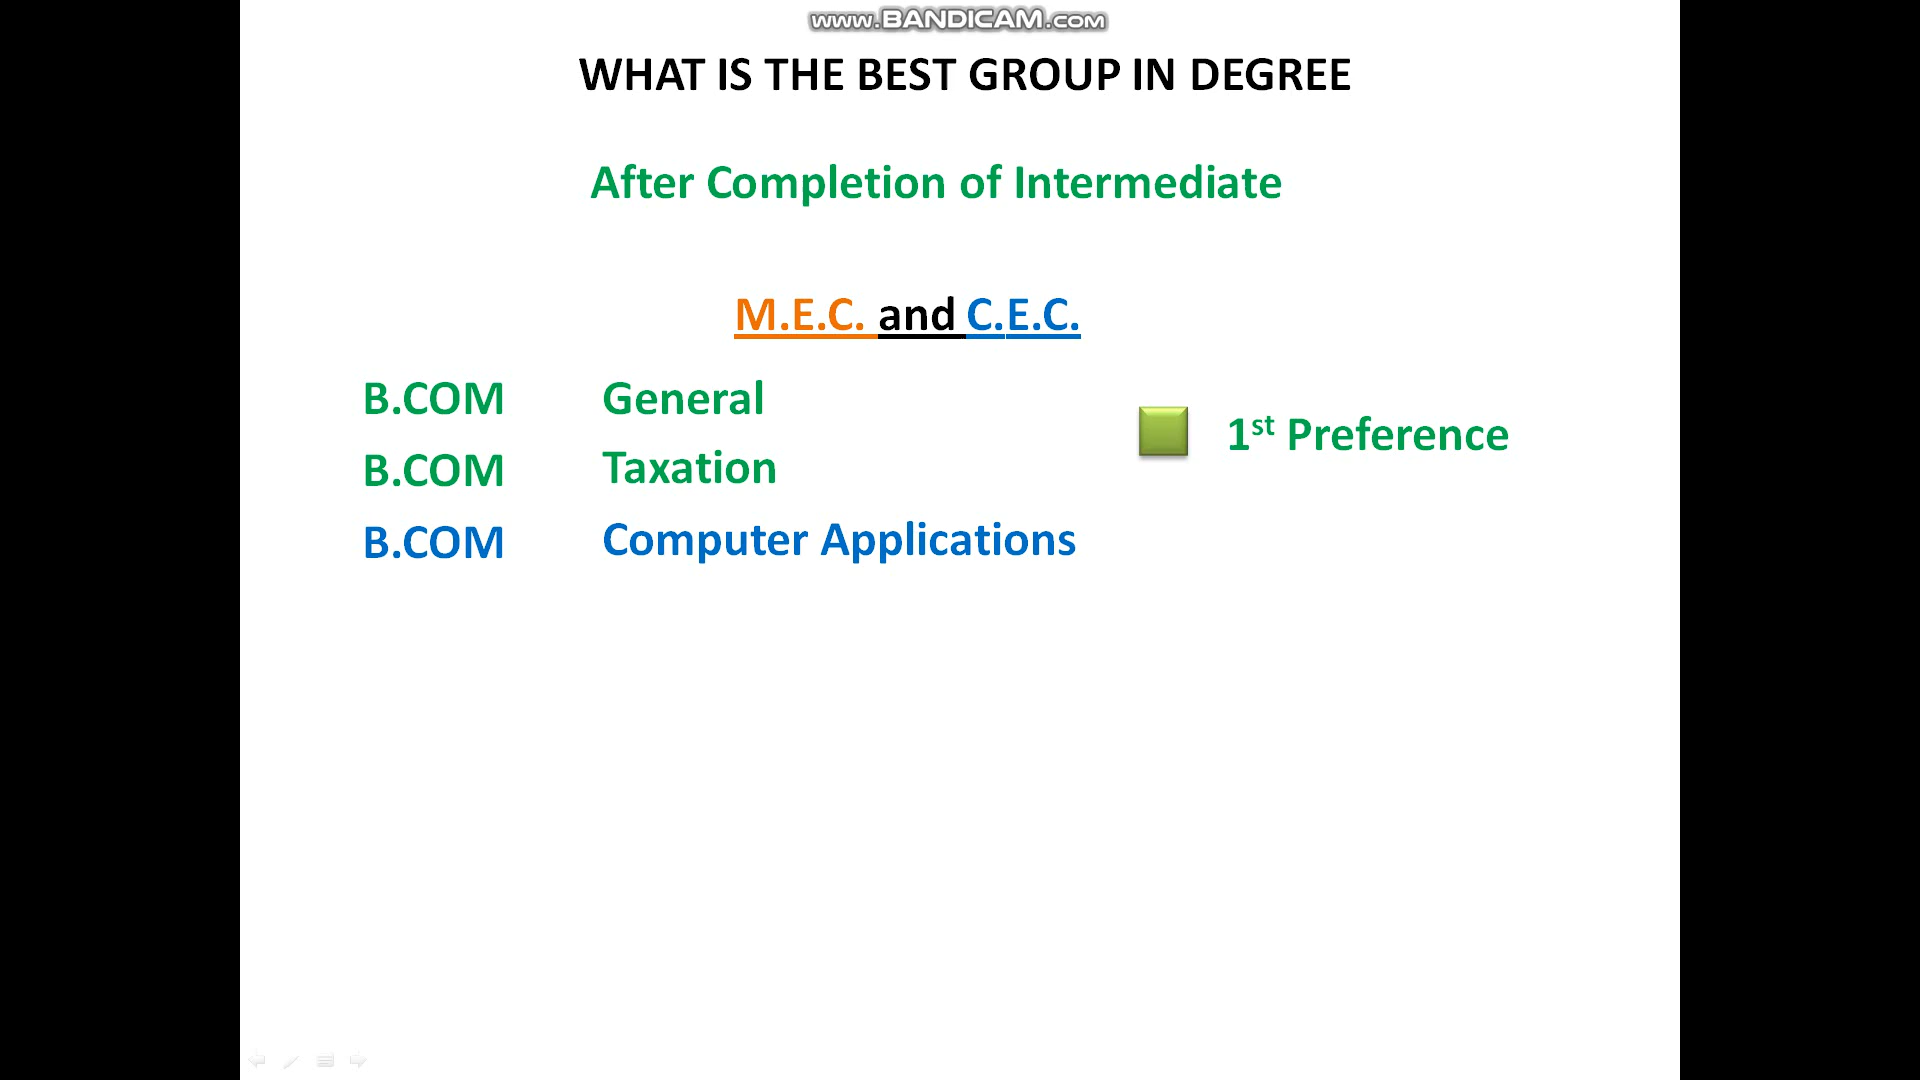 www.BANDICAM.com
WHAT IS THE BEST GROUP IN DEGREE
After Completion of Intermediate
M.E.C. and C.E.C.
B.COM General
1st Preference
B.COM Taxation
B.COM Computer Applications